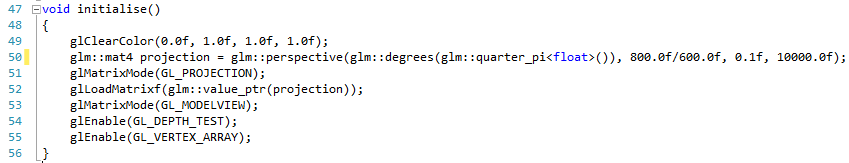 47 void initialise()
48 {
49 glClearColor(0.0f, 1.0f, 1.0f, 1.0f);
50 glm::mat4 projection = glm::perspective(glm::degrees(glm::quarter_pi<float>()), 800.0f/600.0f, 0.1f, 10000.0f);
51 glMatrixMode(GL_PROJECTION);
52 glLoadMatrixf(glm::value_ptr(projection));
53 glMatrixMode(GL_MODELVIEW);
54 glEnable(GL_DEPTH_TEST);
55 glEnable(GL_VERTEX_ARRAY);
56 }